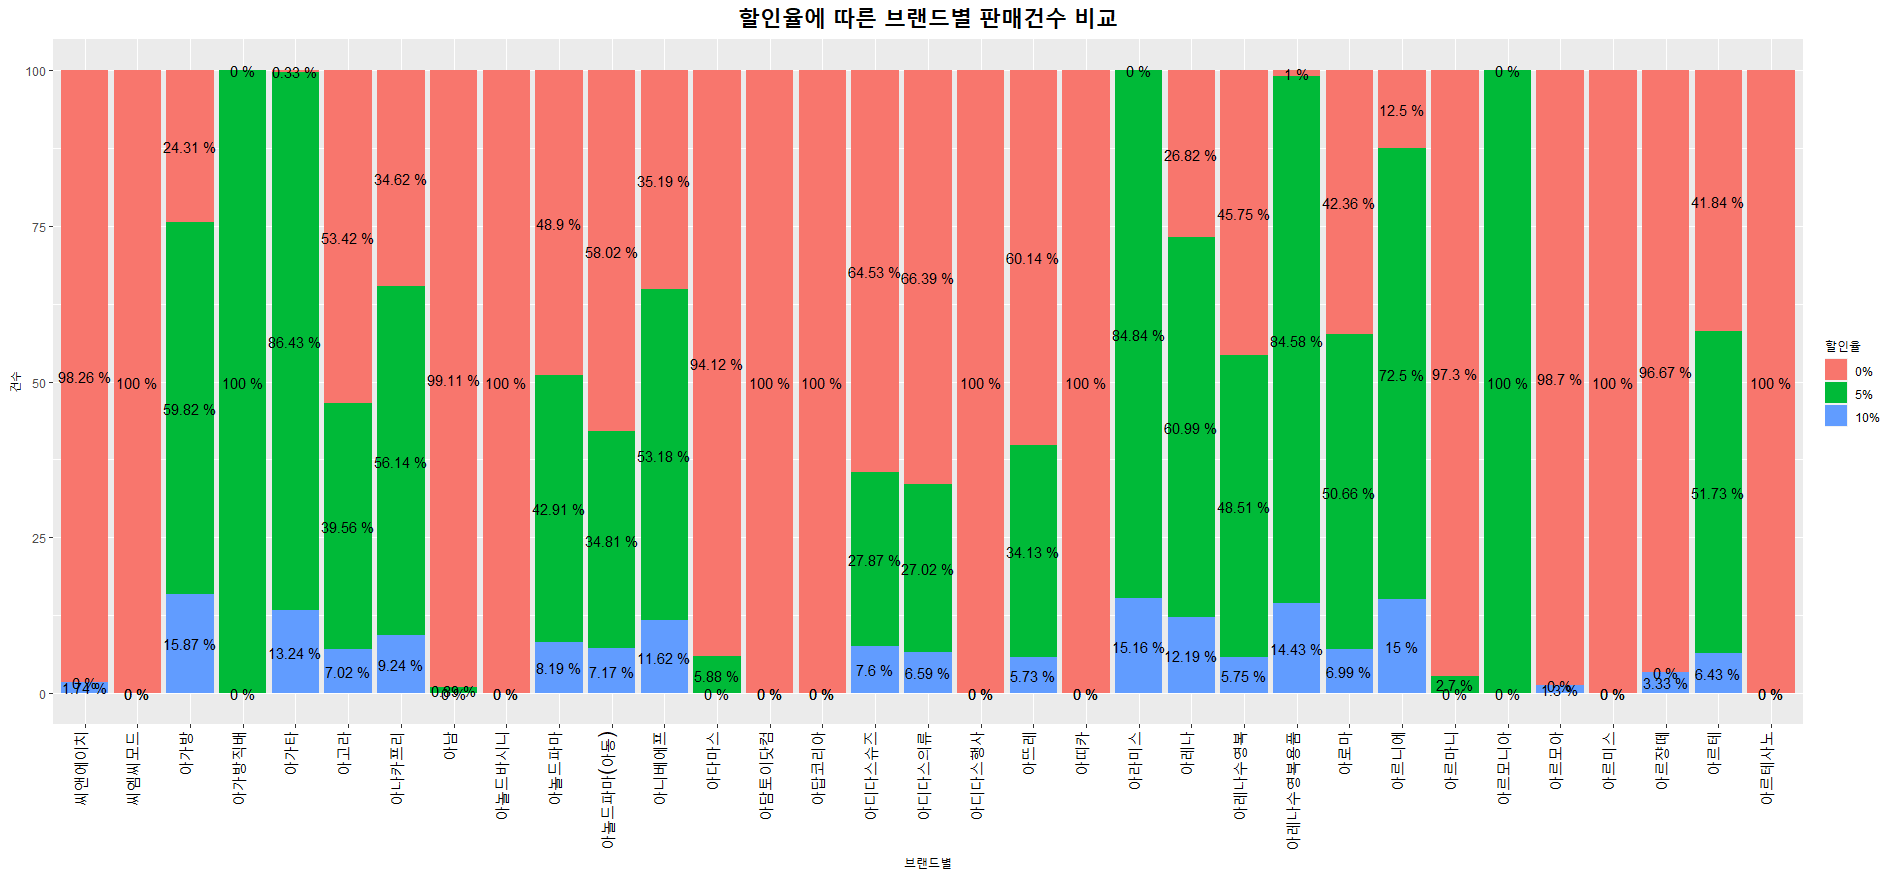 할인율에 따른 브랜드별 판매건수 비교
건수
100
75
50
25
0
98.26 %
0 %
1.74 %
100 %
0 %
24.31 %
59.82 %
15.87 %
0 %
100 %
0 %
0.33 %
86.43 %
13.24 %
53.42 %
39.56 %
7.02 %
34.62 %
56.14 %
9.24 %
99.11 %
0.89 %
0 %
100 %
0 %
48.9 %
42.91 %
8.19 %
58.02 %
34.81 %
7.17 %
35.19 %
53.18 %
11.62 %
94.12 %
5.88 %
0 %
100 %
0 %
100 %
0 %
64.53 %
27.87 %
7.6 %
66.39 %
27.02 %
6.59 %
100 %
0 %
60.14 %
34.13 %
5.73 %
100 %
0 %
0 %
84.84 %
15.16 %
26.82 %
60.99 %
12.19 %
45.75 %
48.51 %
5.75 %
1 %
84.58 %
14.43 %
42.36 %
50.66 %
6.99 %
12.5 %
72.5 %
15 %
97.3 %
2.7 %
0 %
0 %
100 %
0 %
98.7 %
0 %
1.3 %
100 %
0 %
96.67 %
0 %
3.33 %
41.84 %
51.73 %
6.43 %
100 %
0 %
씨앤에이치
씨엠써모드
아가방
아가방직배
아가타
아고라
아나카프리
아남
아놀드바시니
아놀드파마
아놀드파마(아동)
아니베에프
아다마스
아담토이닷컴
아답코리아
아디다스슈즈
아디다스의류
아디다스행사
아뜨레
아띠카
아라미스
아레나
아레나수영복
아레나수영복용품
아로마
아르니에
아르마니
아르모니아
아르모아
아르미스
아르장때
아르테
아르테사노
브랜드별
할인율
0%
5%
10%